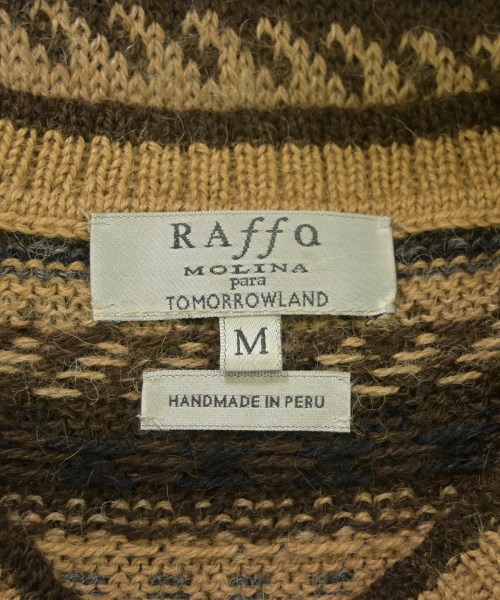 RAffa
MOLINA
para
TOMORROWLAND
M
HANDMADE IN PERU